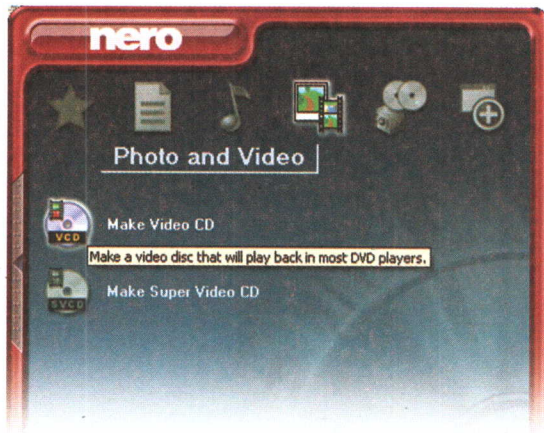 nero
Photo and Video
Make Video CD
VCD
Make a video disc that will play back in most DVD players.
Make Super Video CD
SVCD